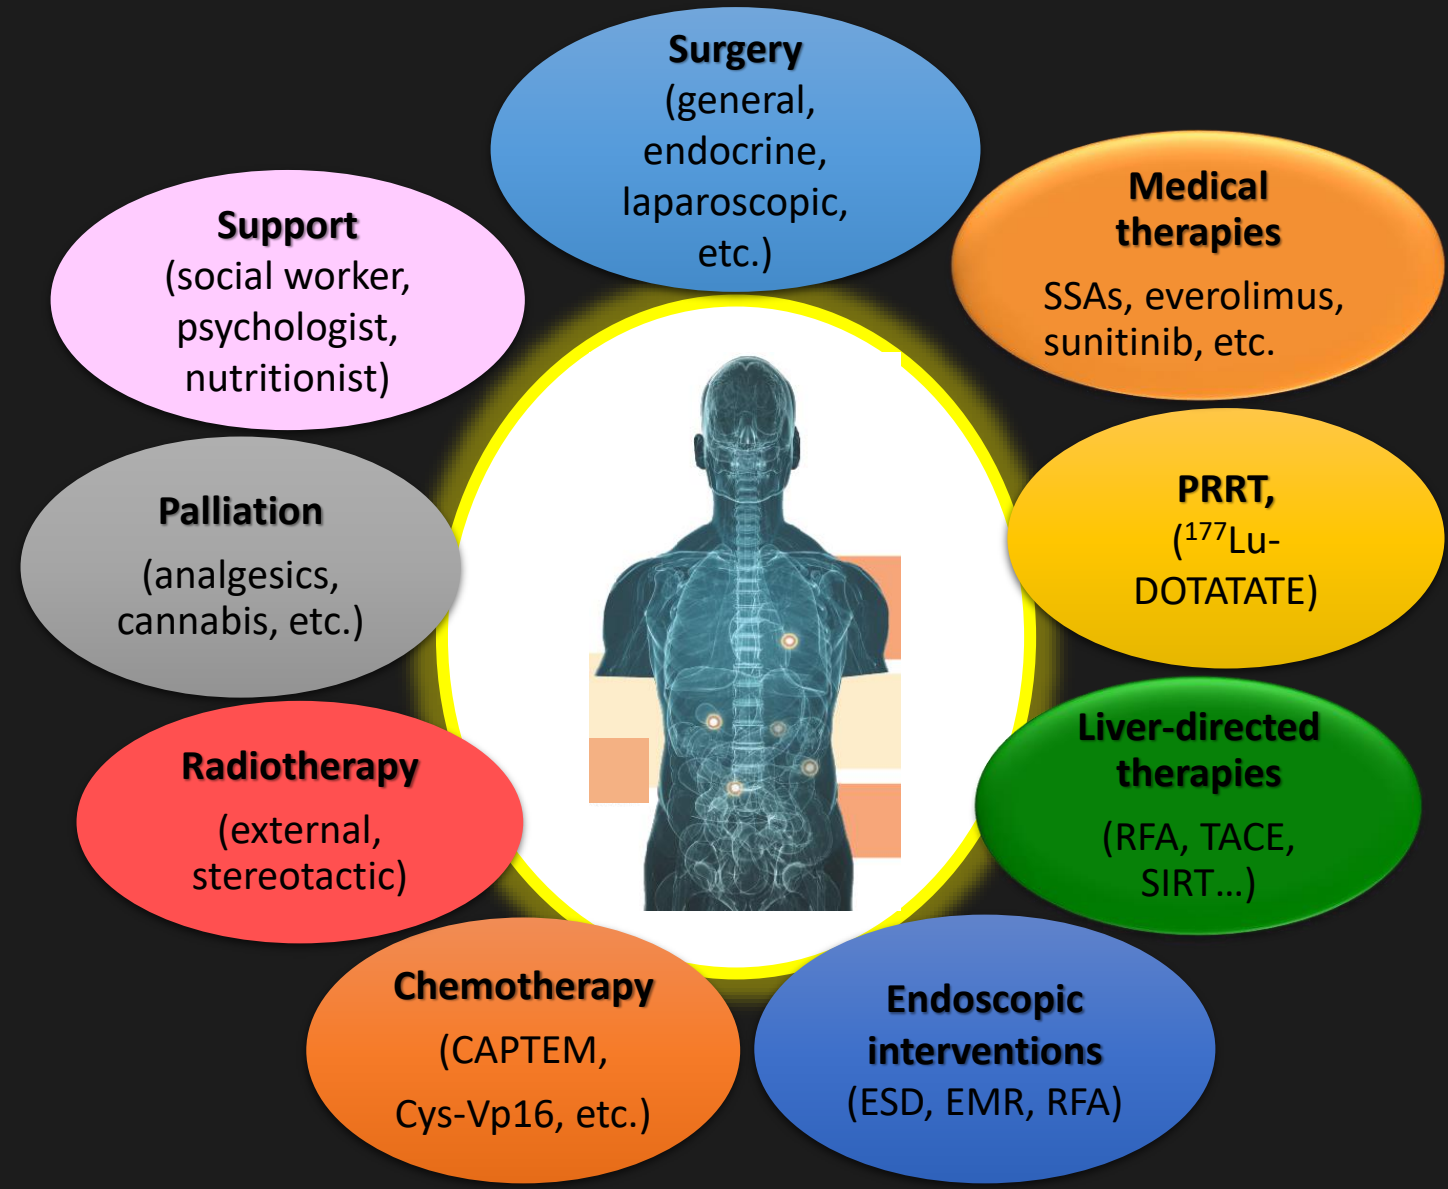 Surgery
(general,
endocrine,
laparoscopic,
etc.)
Medical
therapies
SSAs, everolimus,
sunitinib, etc.
PRRT,
(¹⁷⁷Lu-
DOTATATE)
Liver-directed
therapies
(RFA, TACE,
SIRT...)
Endoscopic
interventions
(ESD, EMR, RFA)
Chemotherapy
(CAPTEM,
Cys-Vp16, etc.)
Radiotherapy
(external,
stereotactic)
Palliation
(analgesics,
cannabis, etc.)
Support
(social worker,
psychologist,
nutritionist)